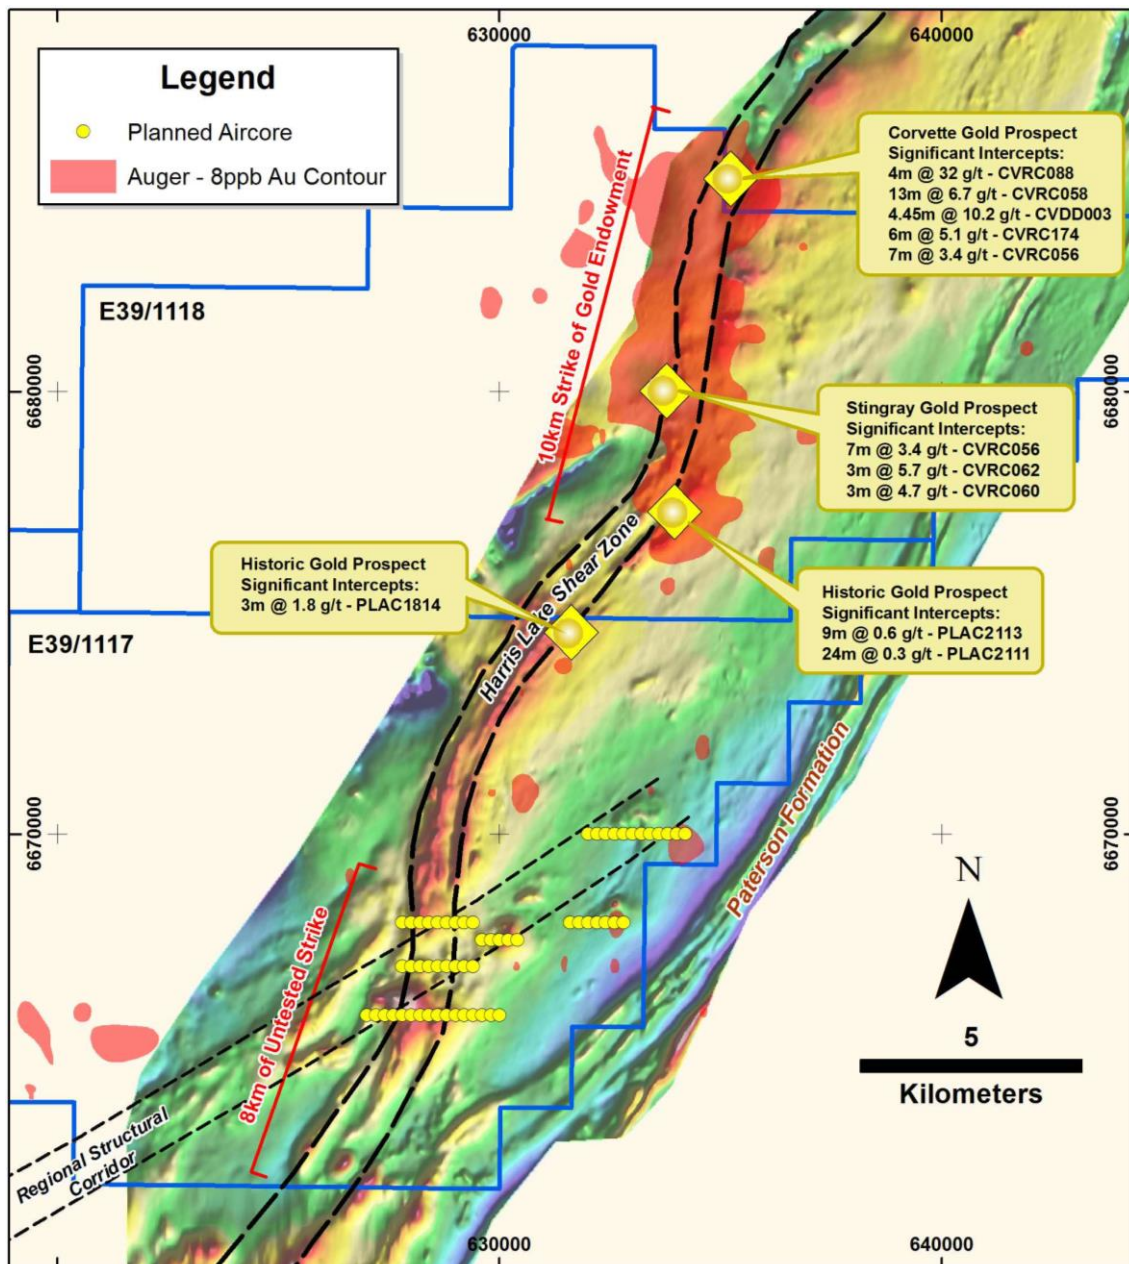 630000
640000
Legend
Planned Aircore
Auger - 8ppb Au Contour
Corvette Gold Prospect
Significant Intercepts:
4m @ 32 g/t - CVRC088
13m @ 6.7 g/t - CVRC058
4.45m @ 10.2 g/t - CVDD003
6m @ 5.1 g/t - CVRC174
7m @ 3.4 g/t - CVRC056
E39/1118
10km Strike of Gold Endowment
6680000
6680000
Stingray Gold Prospect
Significant Intercepts:
7m @ 3.4 g/t - CVRC056
3m @ 5.7 g/t - CVRC062
3m @ 4.7 g/t - CVRC060
Historic Gold Prospect
Significant Intercepts:
3m @ 1.8 g/t - PLAC1814
Harris Lake Shear Zone
Historic Gold Prospect
Significant Intercepts:
9m @ 0.6 g/t - PLAC2113
24m @ 0.3 g/t - PLAC2111
E39/1117
Paterson Formation
6670000
6670000
N
8km of Untested Strike
5
Kilometers
Regional Structural
Corridor
630000
640000